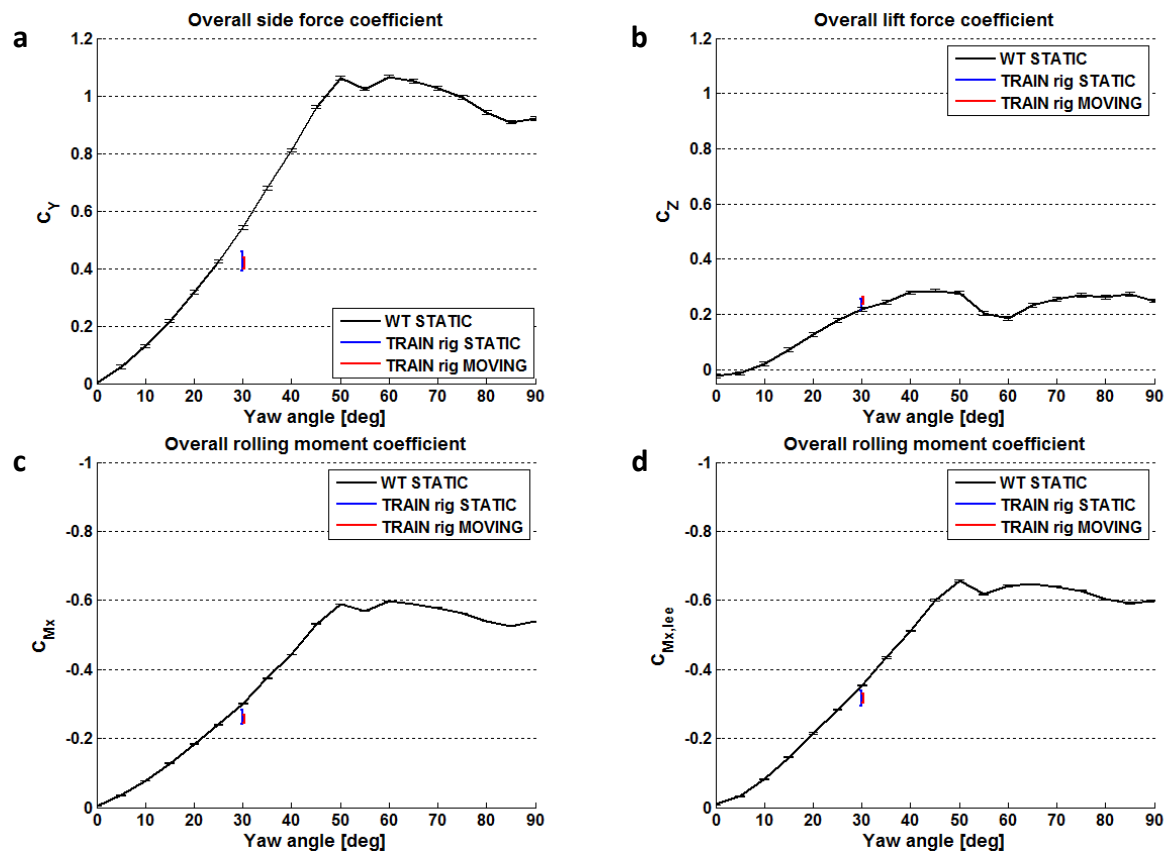 a
Overall side force coefficient
1.2
1
0.8
0.6
0.4
0.2
0
C_Y
WT STATIC
TRAIN rig STATIC
TRAIN rig MOVING
0 10 20 30 40 50 60 70 80 90
Yaw angle [deg]
b
Overall lift force coefficient
1.2
1
0.8
0.6
0.4
0.2
0
C_Z
WT STATIC
TRAIN rig STATIC
TRAIN rig MOVING
0 10 20 30 40 50 60 70 80 90
Yaw angle [deg]
c
Overall rolling moment coefficient
-1
-0.8
-0.6
-0.4
-0.2
0
C_Mx
WT STATIC
TRAIN rig STATIC
TRAIN rig MOVING
0 10 20 30 40 50 60 70 80 90
Yaw angle [deg]
d
Overall rolling moment coefficient
-1
-0.8
-0.6
-0.4
-0.2
0
C_Mx,lee
WT STATIC
TRAIN rig STATIC
TRAIN rig MOVING
0 10 20 30 40 50 60 70 80 90
Yaw angle [deg]